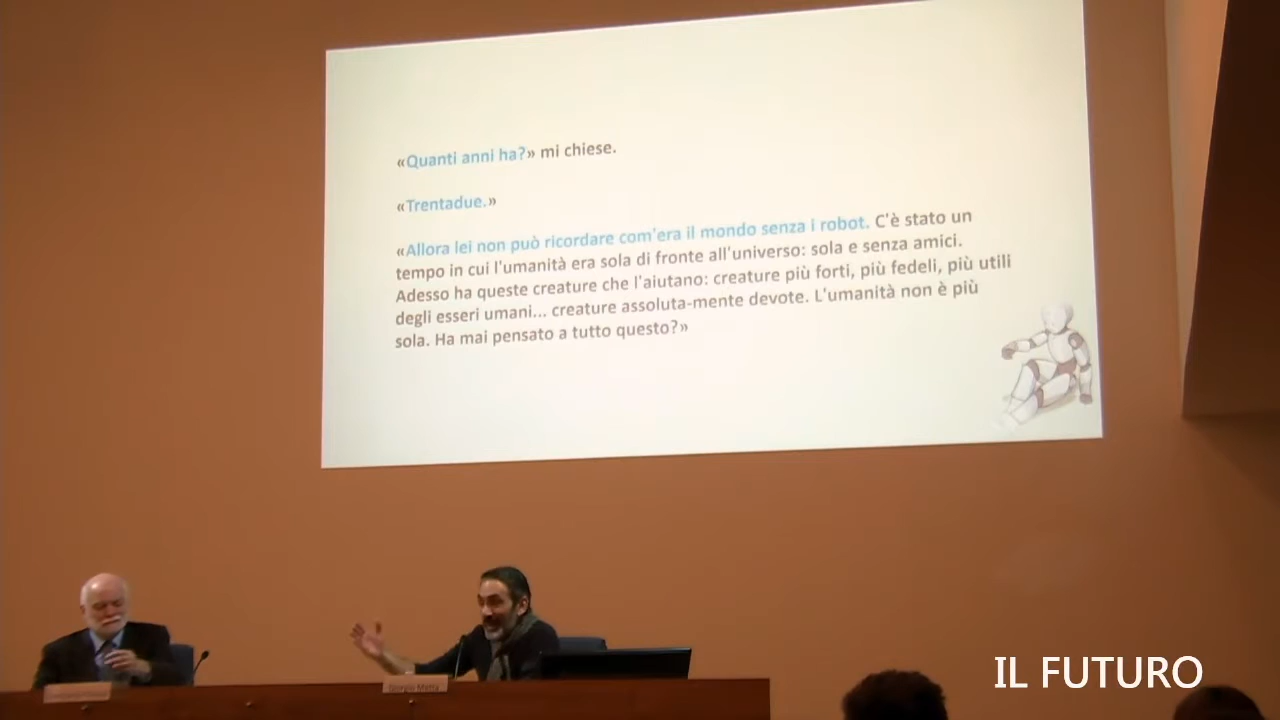 «Quanti anni ha?» mi chiese.
«Trentadue.»
«Allora lei non può ricordare com'era il mondo senza i robot. C'è stato un
tempo in cui l'umanità era sola di fronte all'universo: sola e senza amici.
Adesso ha queste creature che l'aiutano: creature più forti, più fedeli, più utili
degli esseri umani... creature assoluta-mente devote. L'umanità non è più
sola. Ha mai pensato a tutto questo?»
Giorgio Metta
IL FUTURO